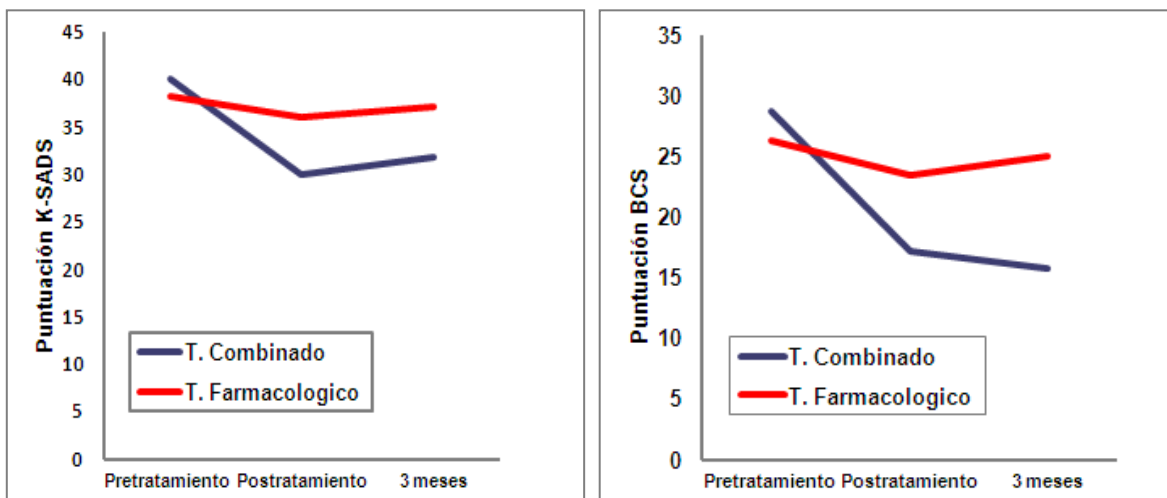 45
40
35
30
25
20
15
10
5
0
Puntuación K-SADS
T. Combinado
T. Farmacologico
Pretratamiento Postratamiento 3 meses
35
30
25
20
15
10
5
0
Puntuación BCS
T. Combinado
T. Farmacologico
Pretratamiento Postratamiento 3 meses